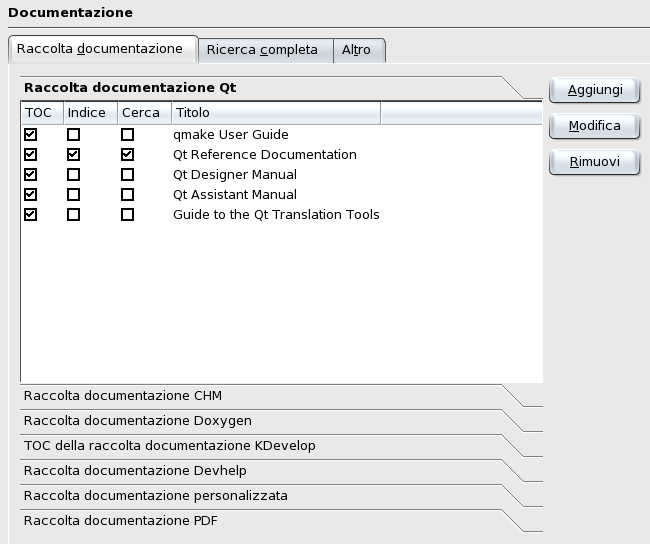 Documentazione
Raccolta documentazione Ricerca completa Altro
Raccolta documentazione Qt
Aggiungi
Modifica
Rimuovi
TOC Indice Cerca Titolo
qmake User Guide
Qt Reference Documentation
Qt Designer Manual
Qt Assistant Manual
Guide to the Qt Translation Tools
Raccolta documentazione CHM
Raccolta documentazione Doxygen
TOC della raccolta documentazione KDevelop
Raccolta documentazione Devhelp
Raccolta documentazione personalizzata
Raccolta documentazione PDF